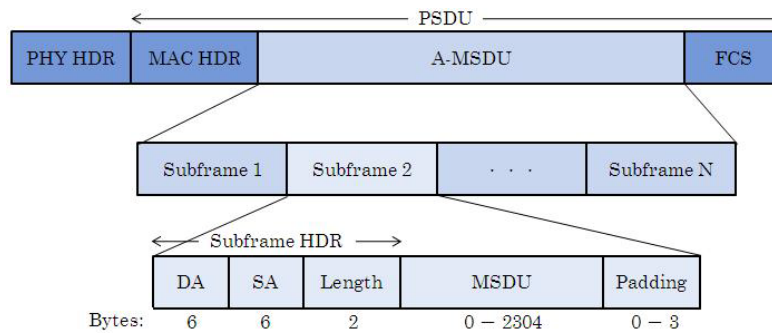 PSDU
PHY HDR MAC HDR A-MSDU FCS
Subframe 1 Subframe 2 . . . Subframe N
Subframe HDR
DA SA Length MSDU Padding
Bytes: 6 6 2 0 – 2304 0 – 3